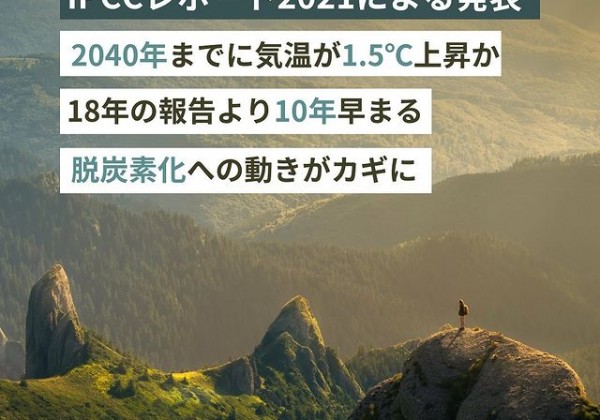 IPCCレポート2021による発表
2040年までに気温が1.5℃上昇か
18年の報告より10年早まる
脱炭素化への動きがカギに